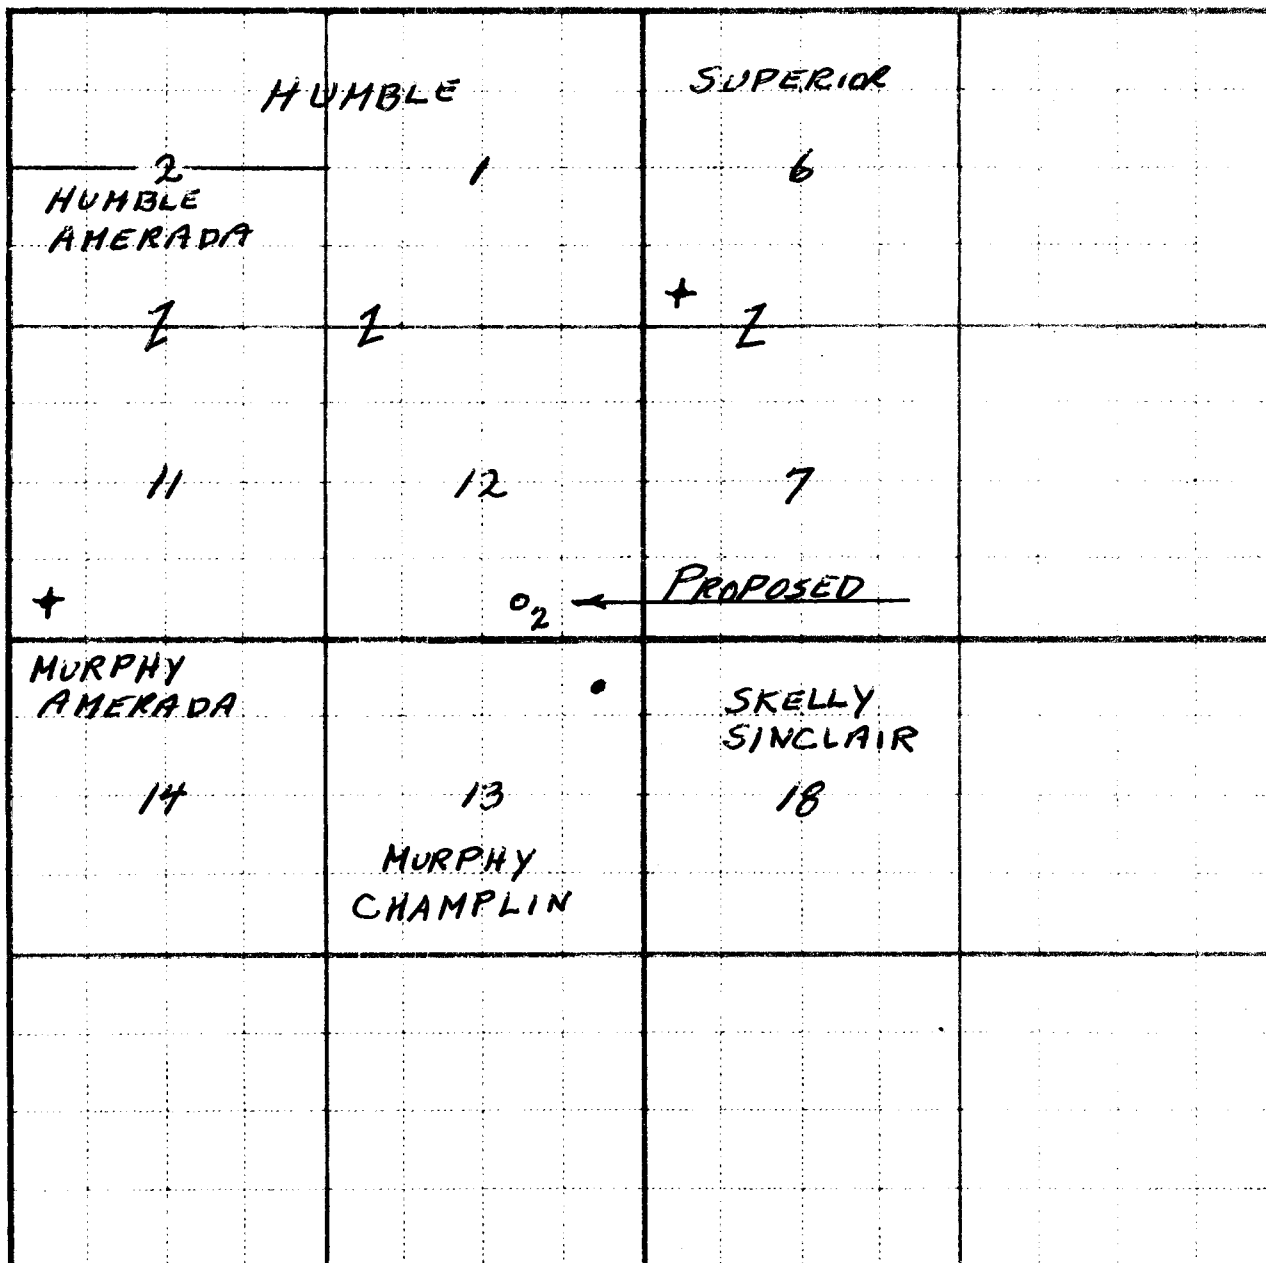 HUMBLE
SUPERIOR
2
1
6
HUMBLE
AMERADA
Z
Z
Z
11
12
7
PROPOSED
2
MURPHY
AMERADA
SKELLY
SINCLAIR
14
13
18
MURPHY
CHAMPLIN